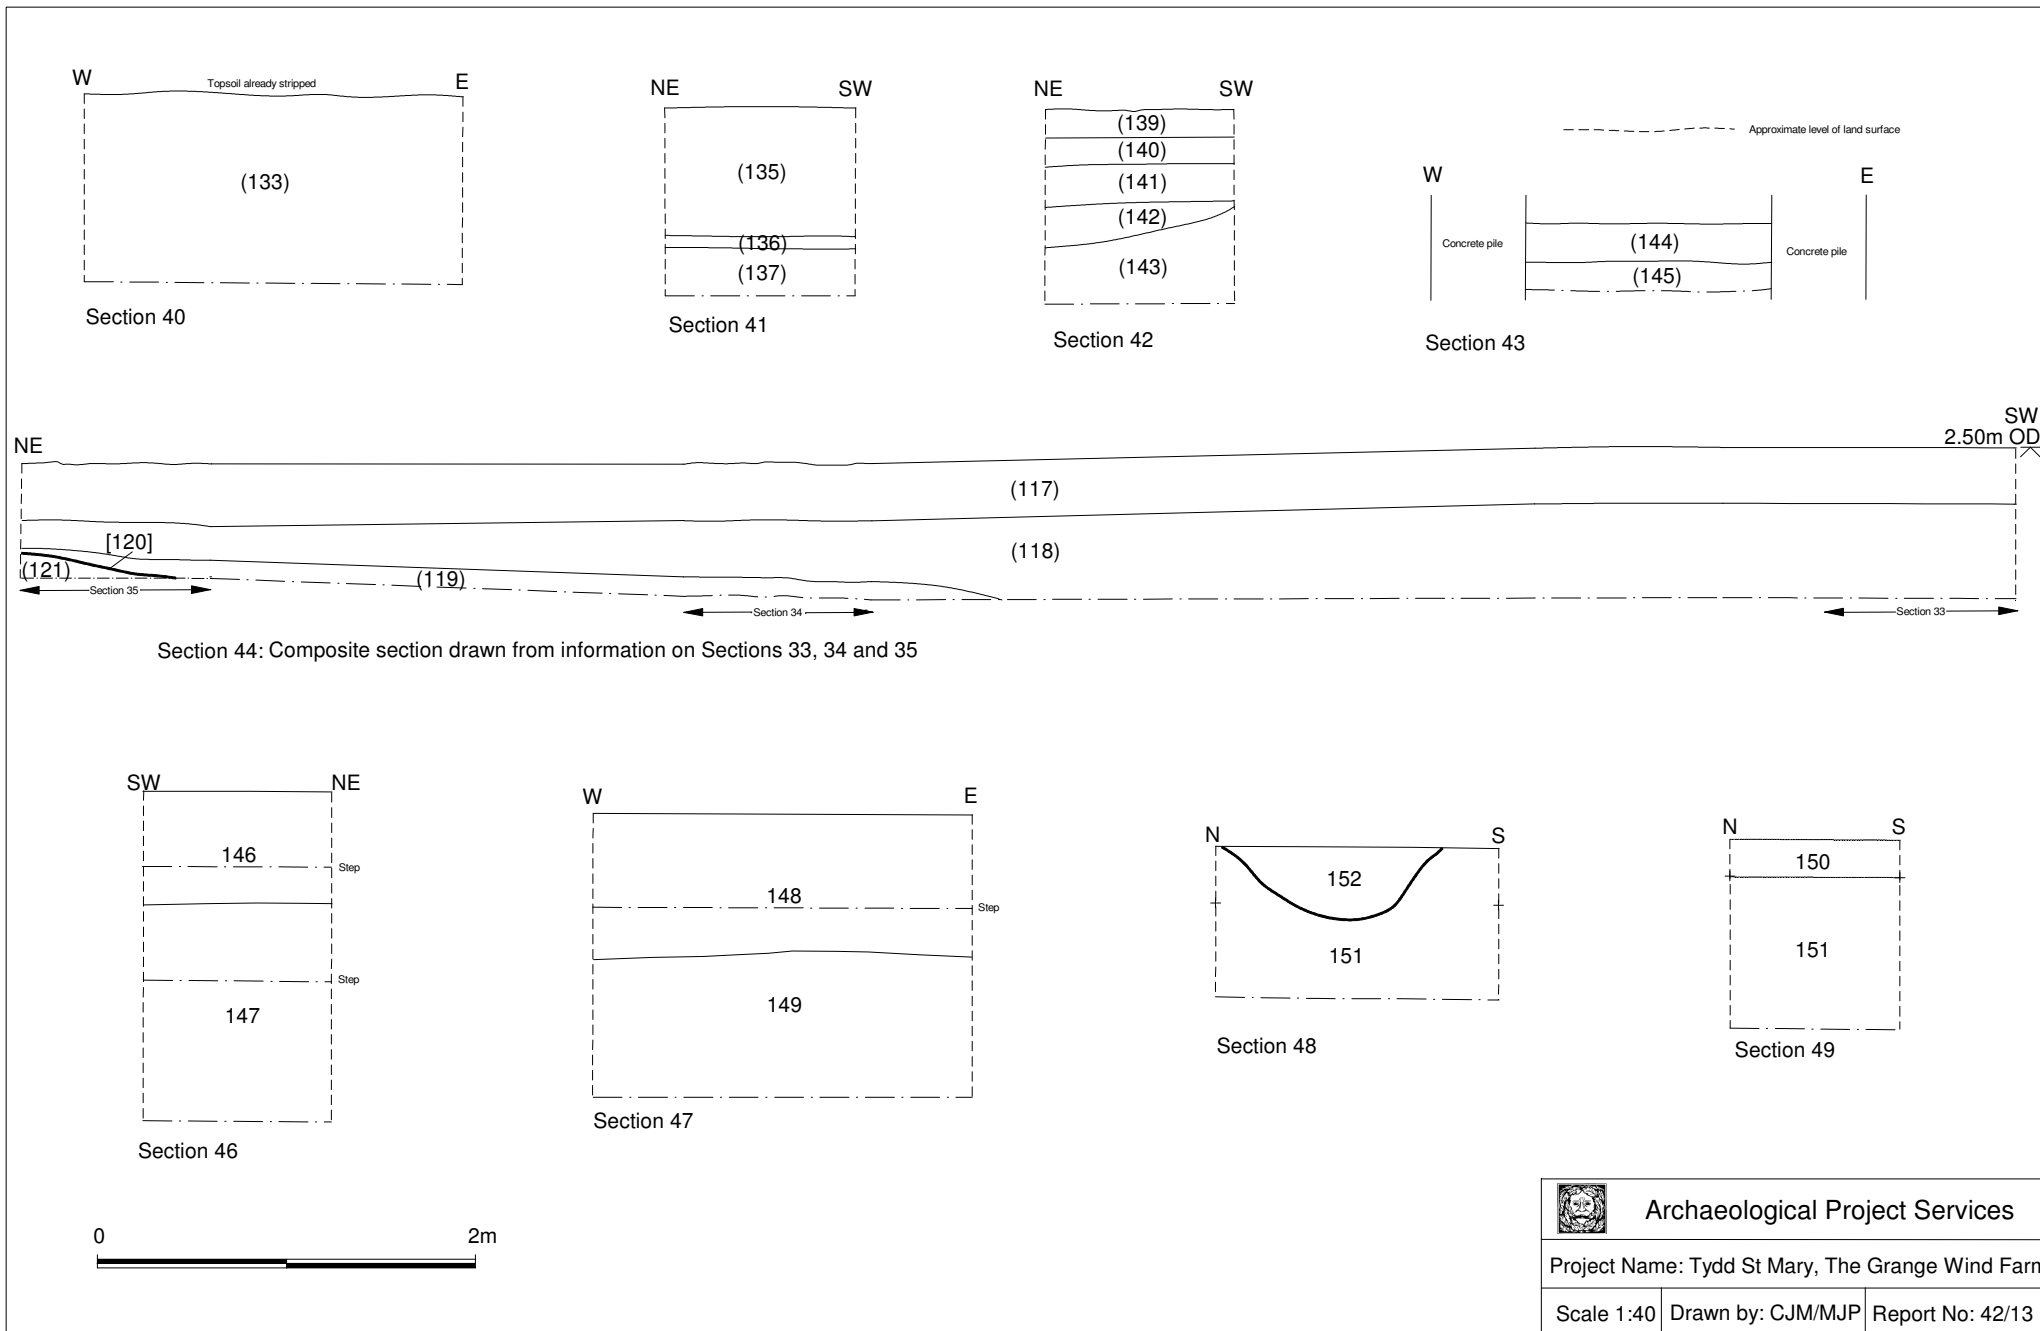 W
Topsoil already stripped
E
(133)
Section 40
NE
SW
(135)
(136)
(137)
Section 41
NE
SW
(139)
(140)
(141)
(142)
(143)
Section 42
Approximate level of land surface
W
E
Concrete pile
(144)
Concrete pile
(145)
Section 43
NE
SW
2.50m OD
(117)
[120]
(118)
(121)
(119)
Section 35
Section 34
Section 33
Section 44: Composite section drawn from information on Sections 33, 34 and 35
SW
NE
146
Step
Step
147
Section 46
W
E
148
Step
149
Section 47
N
S
152
151
Section 48
N
S
150
151
Section 49
0
2m
Archaeological Project Services
Project Name: Tydd St Mary, The Grange Wind Farm
Scale 1:40
Drawn by: CJM/MJP
Report No: 42/13